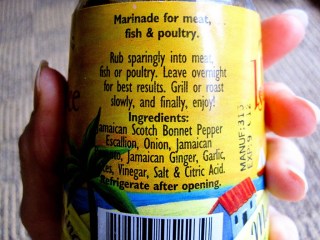 Marinade for meat,
fish & poultry.
Rub sparingly into meat,
fish or poultry. Leave overnight
for best results. Grill or roast
slowly, and finally, enjoy!
Ingredients:
Jamaican Scotch Bonnet Pepper
Escallion, Onion, Jamaican
Jamaican Ginger, Garlic,
Vinegar, Salt & Citric Acid.
Refrigerate after opening.